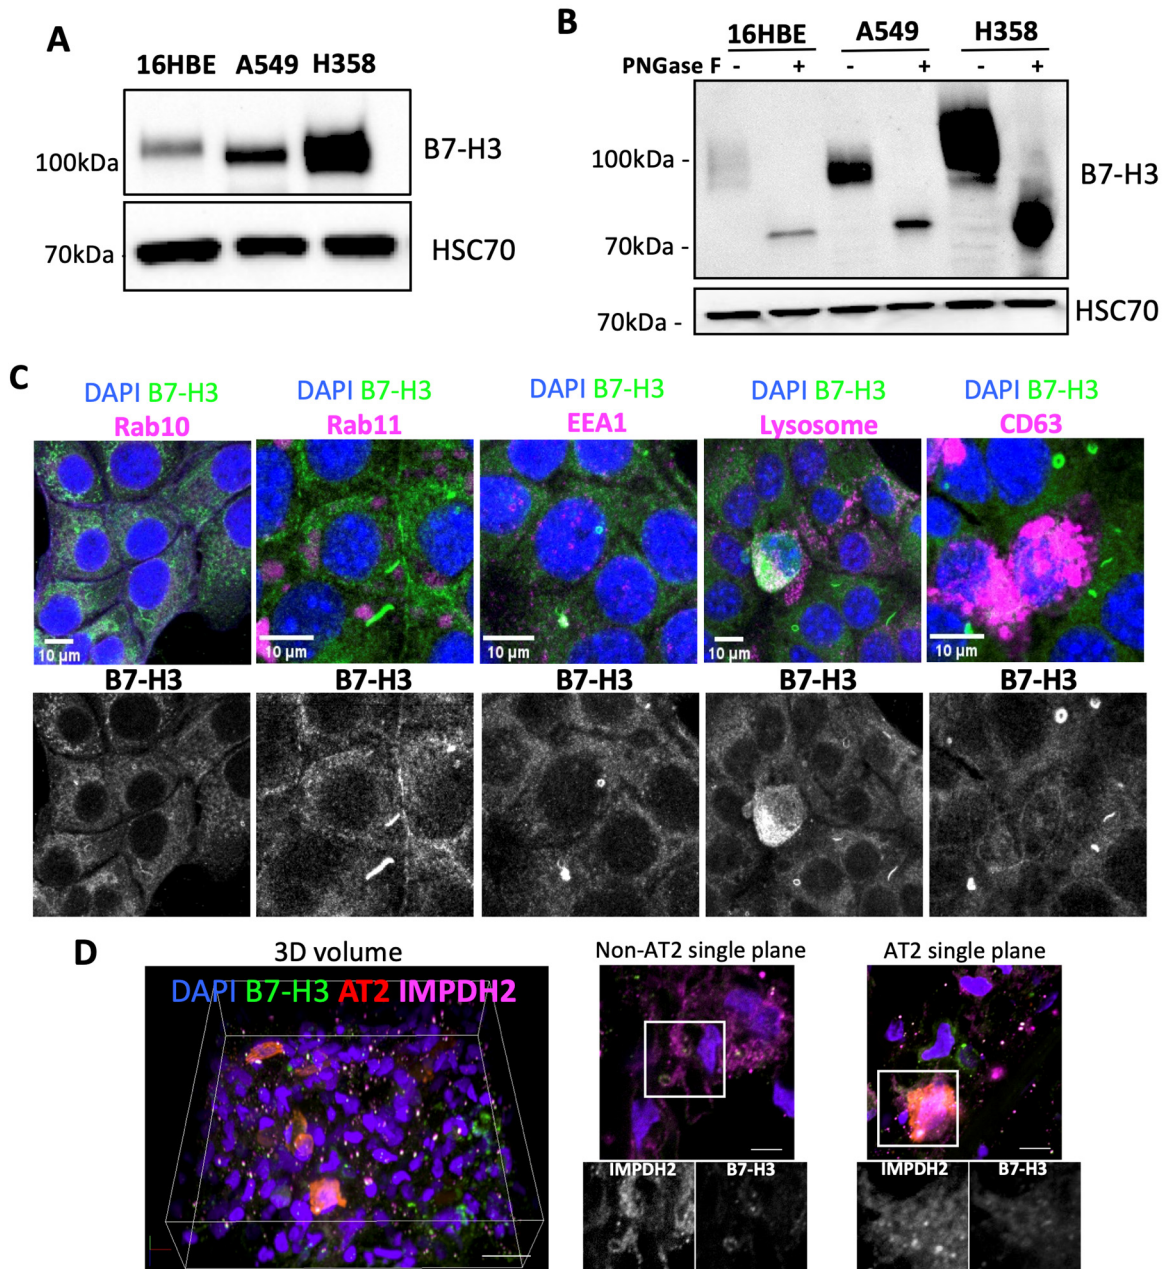 A
16HBE A549 H358
100kDa
B7-H3
70kDa
HSC70
B
16HBE A549 H358
PNGase F - + - + - +
100kDa -
B7-H3
70kDa -
70kDa -
HSC70
C
DAPI B7-H3
Rab10
DAPI B7-H3
Rab11
DAPI B7-H3
EEA1
DAPI B7-H3
Lysosome
DAPI B7-H3
CD63
10 µm
10 µm
10 µm
10 µm
10 µm
B7-H3
B7-H3
B7-H3
B7-H3
B7-H3
D
3D volume
DAPI B7-H3 AT2 IMPDH2
Non-AT2 single plane
IMPDH2
B7-H3
AT2 single plane
IMPDH2
B7-H3